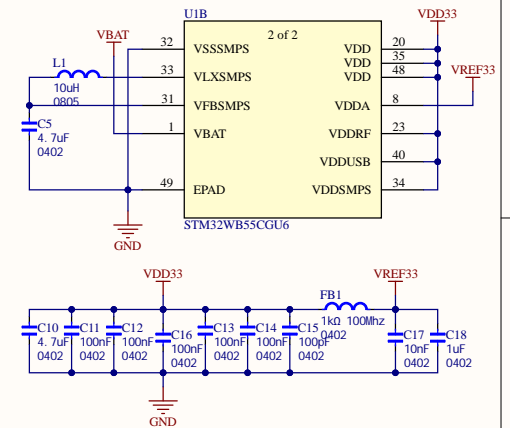 U1B
2 of 2
VBAT
VDD33
VREF33
32 VSSSMPS
VDD 20
VDD 35
VDD 48
L1
10uH
0805
33 VLXSMPS
31 VFBSMPS
VDDA 8
C5
4.7uF
0402
1 VBAT
VDDRF 23
VDDUSB 40
49 EPAD
VDDSMPS 34
STM32WB55CGU6
GND
VDD33
VREF33
FB1
1kΩ 100Mhz
0402
C10
4.7uF
0402
C11
100nF
0402
C12
100nF
0402
C16
100nF
0402
C13
100nF
0402
C14
100nF
0402
C15
100pF
0402
C17
10nF
0402
C18
1uF
0402
GND